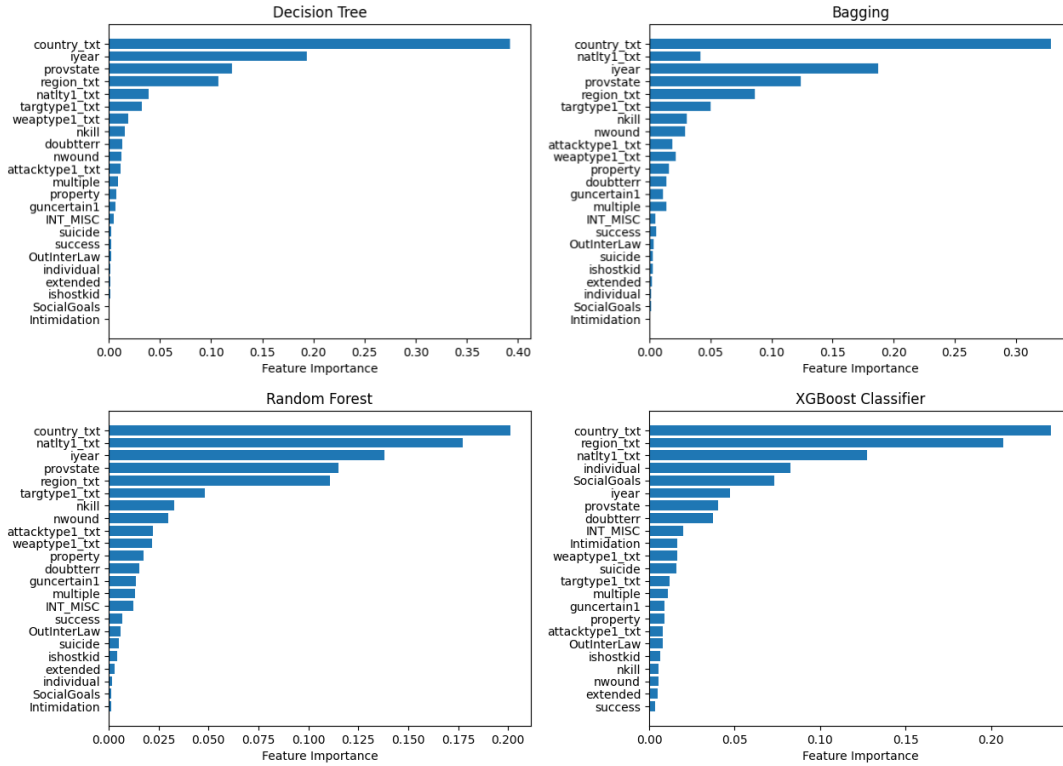 Decision Tree
country_txt
iyear
provstate
region_txt
natlty1_txt
targtype1_txt
weaptype1_txt
nkill
doubtterr
nwound
attacktype1_txt
multiple
property
guncertain1
INT_MISC
suicide
success
OutInterLaw
individual
extended
ishostkid
SocialGoals
Intimidation
0.00 0.05 0.10 0.15 0.20 0.25 0.30 0.35 0.40
Feature Importance
Bagging
country_txt
natlty1_txt
iyear
provstate
region_txt
targtype1_txt
nkill
nwound
attacktype1_txt
weaptype1_txt
property
doubtterr
guncertain1
multiple
INT_MISC
success
OutInterLaw
suicide
ishostkid
extended
individual
SocialGoals
Intimidation
0.00 0.05 0.10 0.15 0.20 0.25 0.30
Feature Importance
Random Forest
country_txt
natlty1_txt
iyear
provstate
region_txt
targtype1_txt
nkill
nwound
attacktype1_txt
weaptype1_txt
property
doubtterr
guncertain1
multiple
INT_MISC
success
OutInterLaw
suicide
ishostkid
extended
individual
SocialGoals
Intimidation
0.000 0.025 0.050 0.075 0.100 0.125 0.150 0.175 0.200
Feature Importance
XGBoost Classifier
country_txt
region_txt
natlty1_txt
individual
SocialGoals
iyear
provstate
doubtterr
INT_MISC
Intimidation
weaptype1_txt
suicide
targtype1_txt
multiple
guncertain1
property
attacktype1_txt
OutInterLaw
ishostkid
nkill
nwound
extended
success
0.00 0.05 0.10 0.15 0.20
Feature Importance